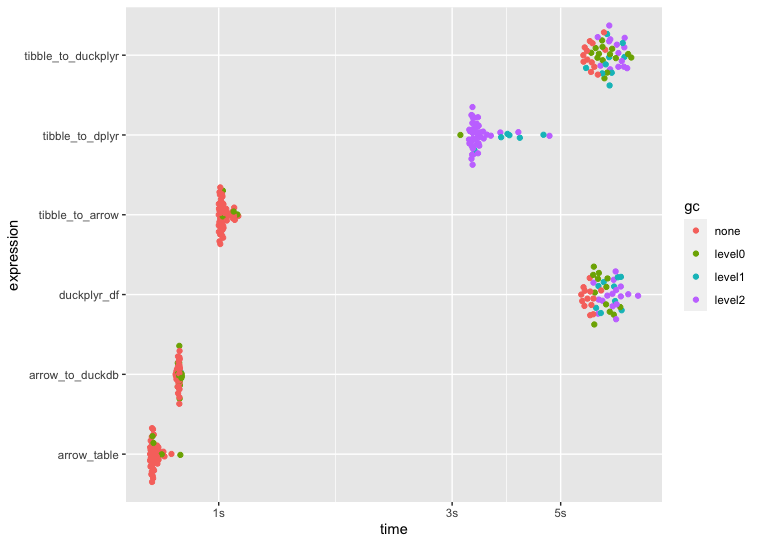 tibble_to_duckplyr
tibble_to_dplyr
tibble_to_arrow
duckplyr_df
arrow_to_duckdb
arrow_table
expression
1s
3s
5s
time
gc
none
level0
level1
level2